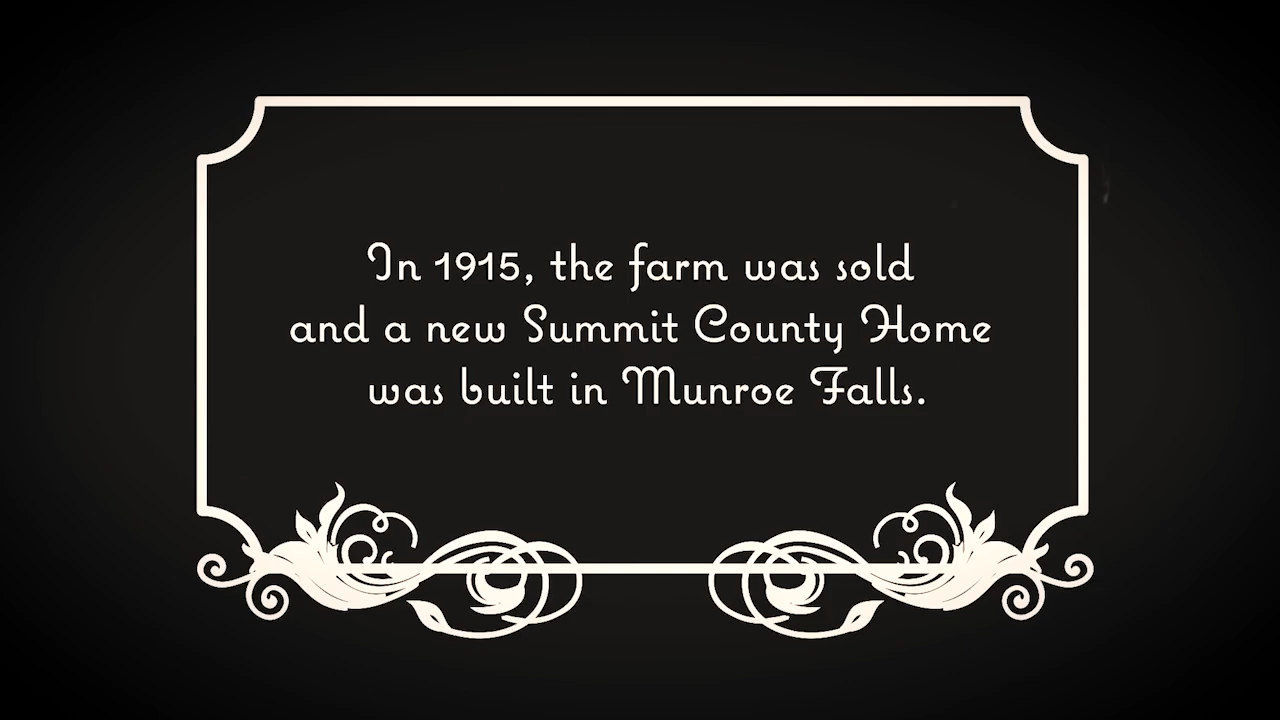 In 1915, the farm was sold
and a new Summit County Home
was built in Munroe Falls.